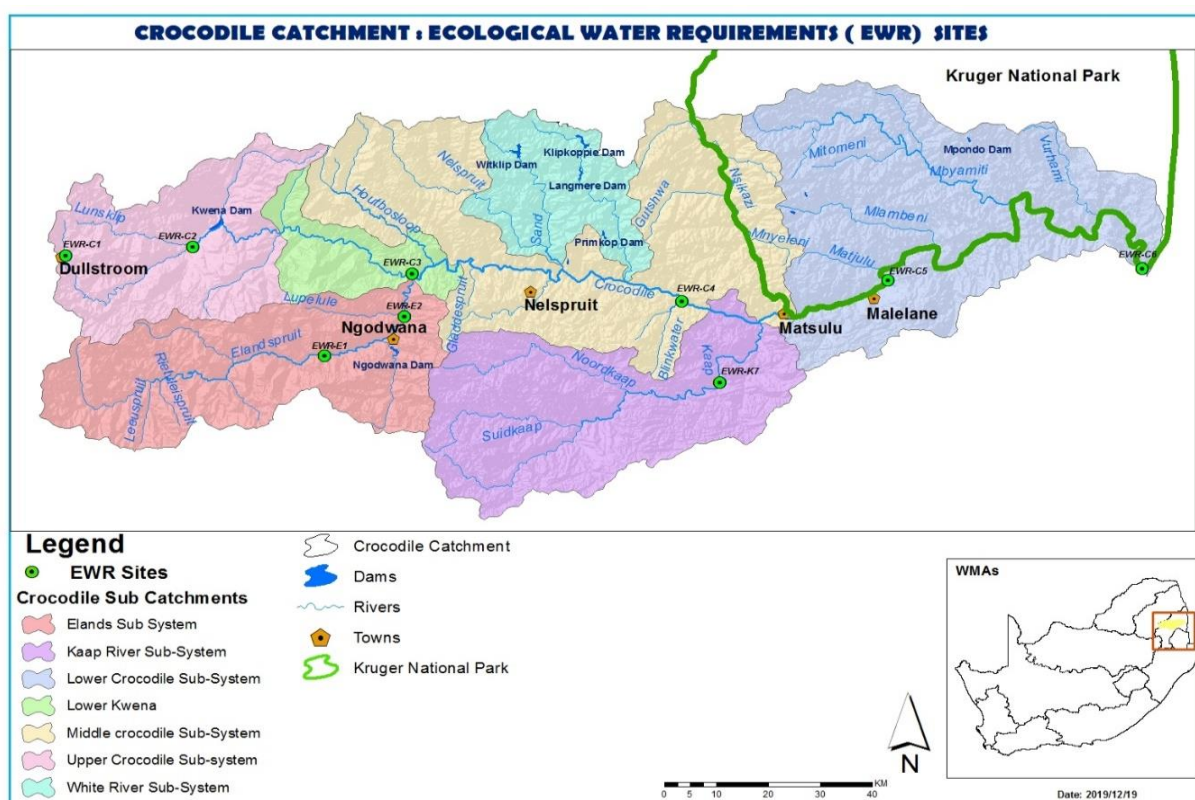 CROCODILE CATCHMENT : ECOLOGICAL WATER REQUIREMENTS ( EWR) SITES
Kruger National Park
Klipkoppie Dam
Witklip Dam
Langmere Dam
Nelspruit
Mitomeni
Mpondo Dam
Vurhami
Mbyamiti
Nsikazi
Gutshwa
Houtbosloop
Lunsklip
Kwena Dam
EWR-C1
EWR-C2
Dullstroom
Sand
Primkop Dam
Mlambeni
Mnyeleni
Matjulu
EWR-C3
EWR-C5
EWR-C6
Crocodile
EWR-C4
Nelspruit
Malelane
Matsulu
Lupelule
EWR-E2
Ngodwana
Gladdespruit
Elandspruit
EWR-E1
Ngodwana Dam
Blinkwater
Kaap
Noordkaap
EWR-K7
Leeuspruit
Suidkaap
Legend
EWR Sites
Crocodile Sub Catchments
Elands Sub System
Kaap River Sub-System
Lower Crocodile Sub-System
Lower Kwena
Middle crocodile Sub-System
Upper Crocodile Sub-system
White River Sub-System
Crocodile Catchment
Dams
Rivers
Towns
Kruger National Park
KM
0 5 10 20 30 40
N
WMAs
Date: 2019/12/19